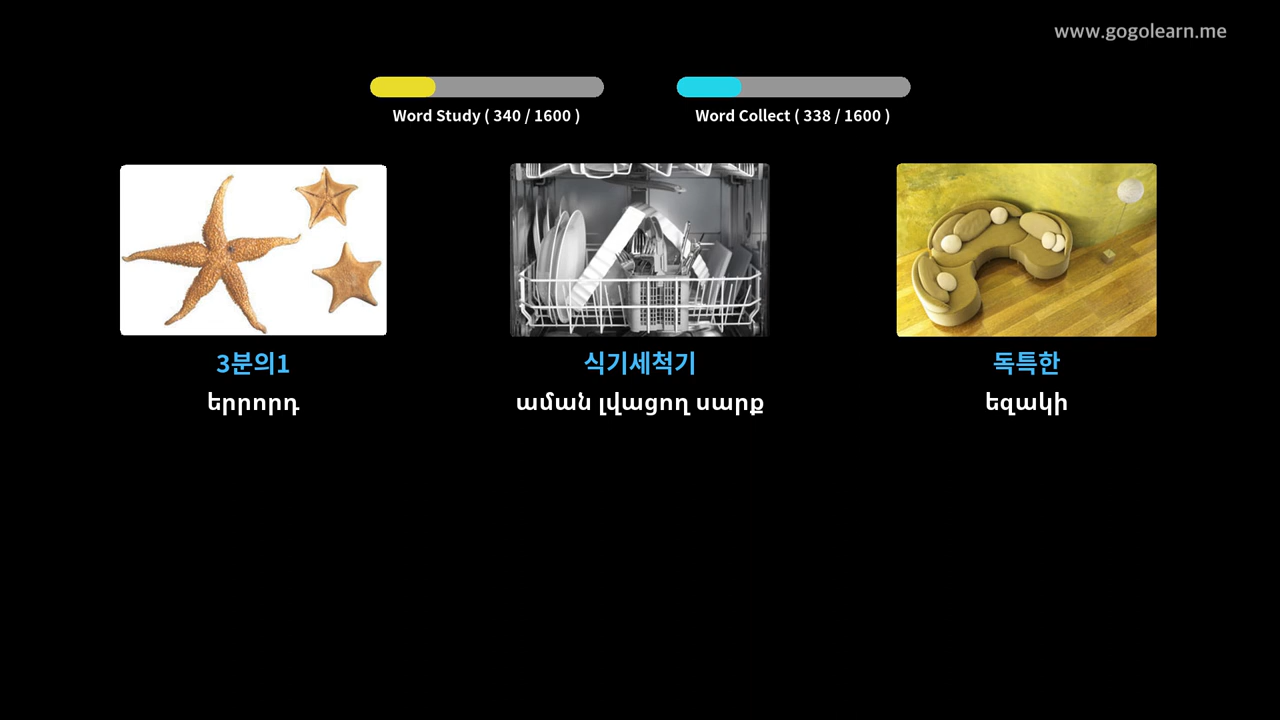 www.gogolearn.me
Word Study ( 340 / 1600 )
Word Collect ( 338 / 1600 )
3분의1
երրորդ
식기세척기
աման լվացող սարք
독특한
եզակի